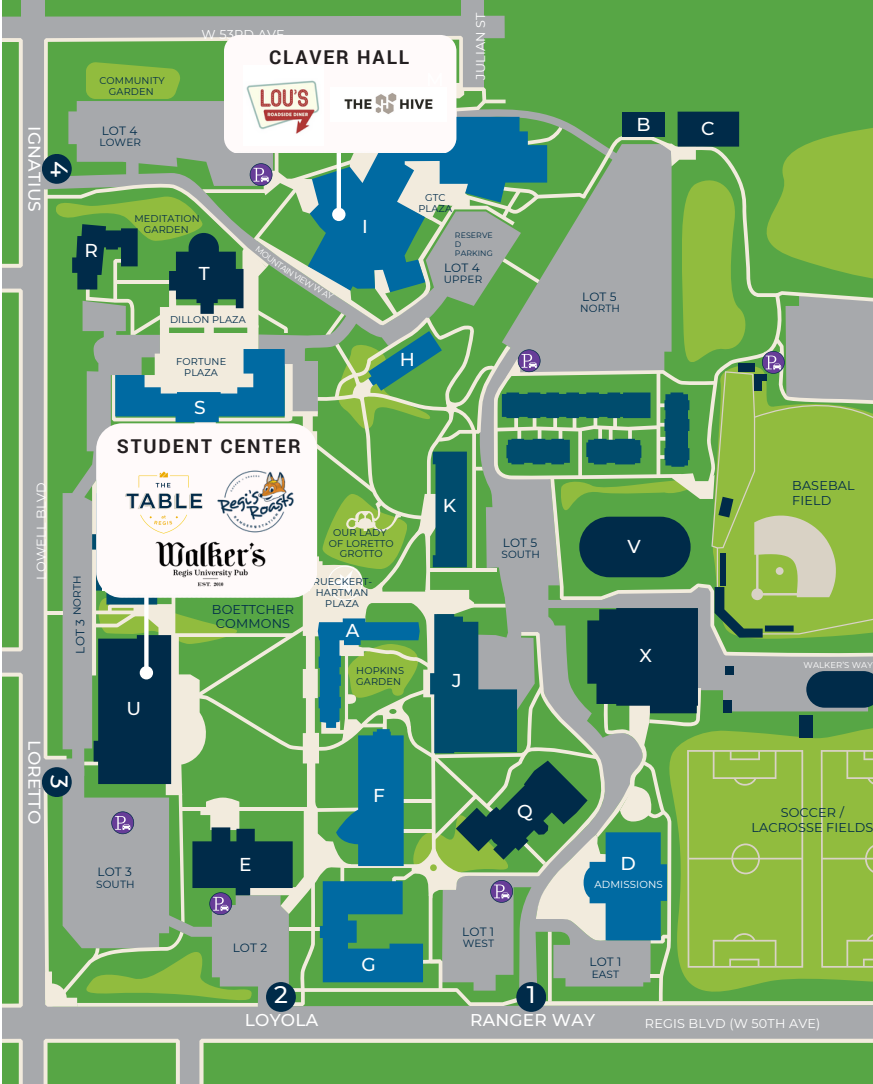 W 53RD AVE
JULIAN ST
CLAVER HALL
LOU'S
ROADSIDE DINER
THE HIVE
COMMUNITY
GARDEN
LOT 4
LOWER
IGNATIUS
4
P
B
C
MEDITATION
GARDEN
R
T
I
GTC
PLAZA
RESERVE
D
PARKING
LOT 4
UPPER
MOUNTAIN VIEW WAY
LOT 5
NORTH
DILLON PLAZA
FORTUNE
PLAZA
H
P
P
S
STUDENT CENTER
THE
TABLE
OF REGIS
Regi's
Roasts
Walker's
Regis University Pub
EST. 2010
LOWELL BLVD
K
BASEBAL
FIELD
OUR LADY
OF LORETTO
GROTTO
LOT 5
SOUTH
V
RUECKERT-
HARTMAN
PLAZA
LOT 3 NORTH
BOETTCHER
COMMONS
A
X
HOPKINS
GARDEN
J
WALKER'S WAY
U
LORETTO
3
F
P
Q
SOCCER /
LACROSSE FIELDS
E
D
ADMISSIONS
LOT 3
SOUTH
P
P
LOT 2
LOT 1
WEST
G
LOT 1
EAST
2
LOYOLA
1
RANGER WAY
REGIS BLVD (W 50TH AVE)